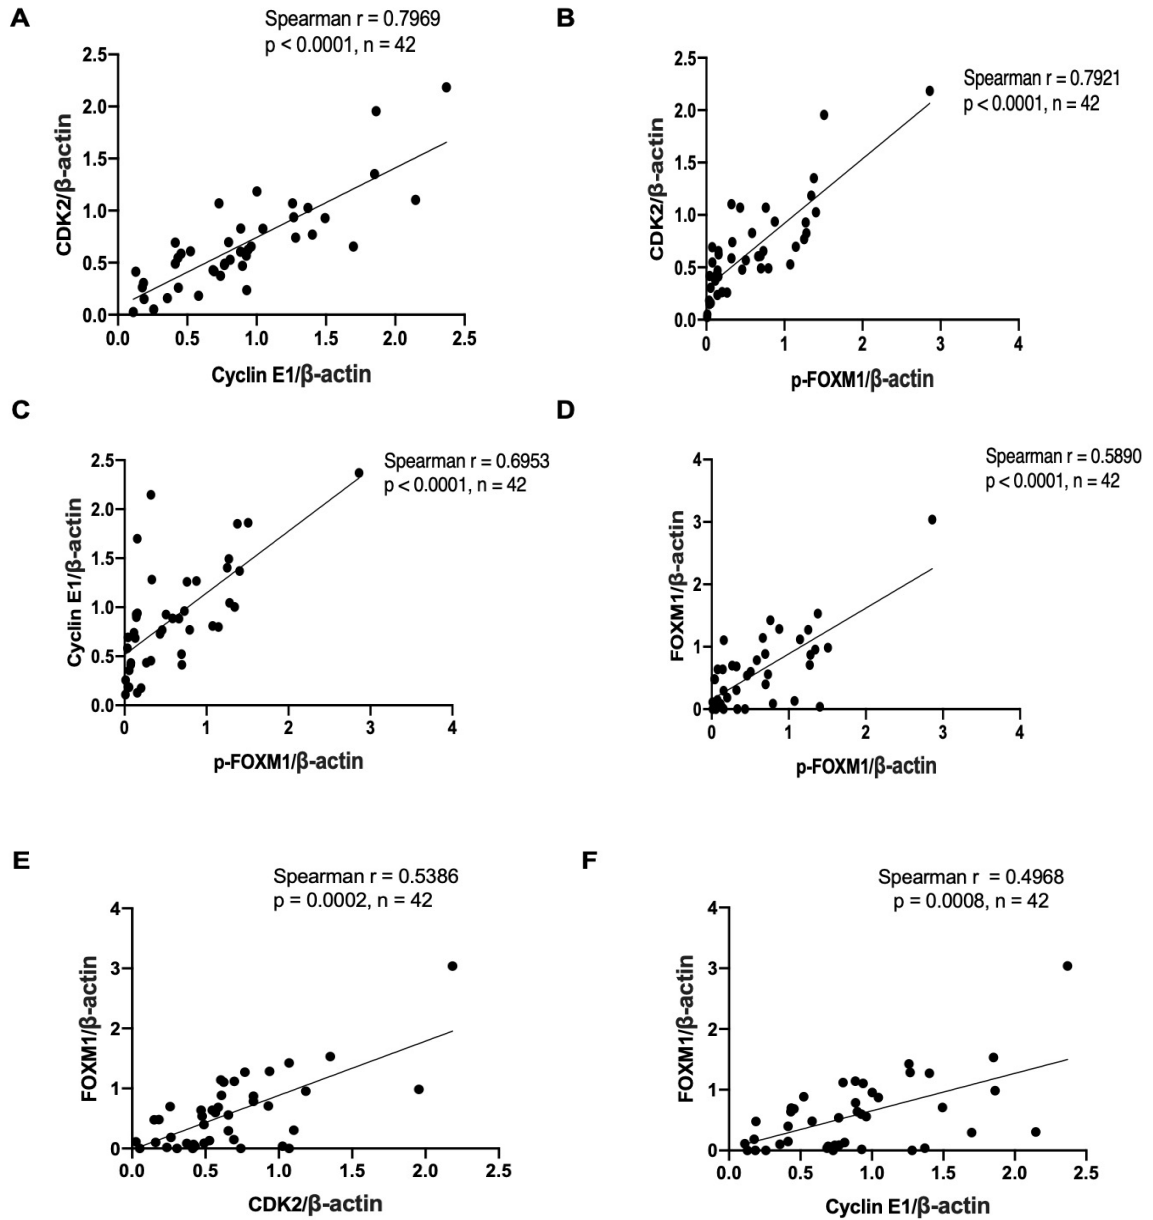 A
Spearman r = 0.7969
p < 0.0001, n = 42
CDK2/β-actin
2.5
2.0
1.5
1.0
0.5
0.0
0.0 0.5 1.0 1.5 2.0 2.5
Cyclin E1/β-actin
B
Spearman r = 0.7921
p < 0.0001, n = 42
CDK2/β-actin
2.5
2.0
1.5
1.0
0.5
0.0
0 1 2 3 4
p-FOXM1/β-actin
C
Spearman r = 0.6953
p < 0.0001, n = 42
Cyclin E1/β-actin
2.5
2.0
1.5
1.0
0.5
0.0
0 1 2 3 4
p-FOXM1/β-actin
D
Spearman r = 0.5890
p < 0.0001, n = 42
FOXM1/β-actin
4
3
2
1
0
0 1 2 3 4
p-FOXM1/β-actin
E
Spearman r = 0.5386
p = 0.0002, n = 42
FOXM1/β-actin
4
3
2
1
0
0.0 0.5 1.0 1.5 2.0 2.5
CDK2/β-actin
F
Spearman r = 0.4968
p = 0.0008, n = 42
FOXM1/β-actin
4
3
2
1
0
0.0 0.5 1.0 1.5 2.0 2.5
Cyclin E1/β-actin